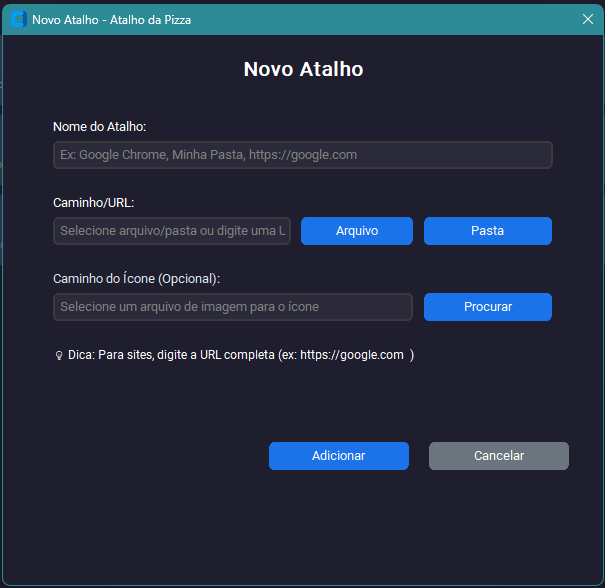 Novo Atalho - Atalho da Pizza
Novo Atalho
Nome do Atalho:
Ex: Google Chrome, Minha Pasta, https://google.com
Caminho/URL:
Selecione arquivo/pasta ou digite uma U
Arquivo
Pasta
Caminho do Ícone (Opcional):
Selecione um arquivo de imagem para o ícone
Procurar
Dica: Para sites, digite a URL completa (ex: https://google.com )
Adicionar
Cancelar